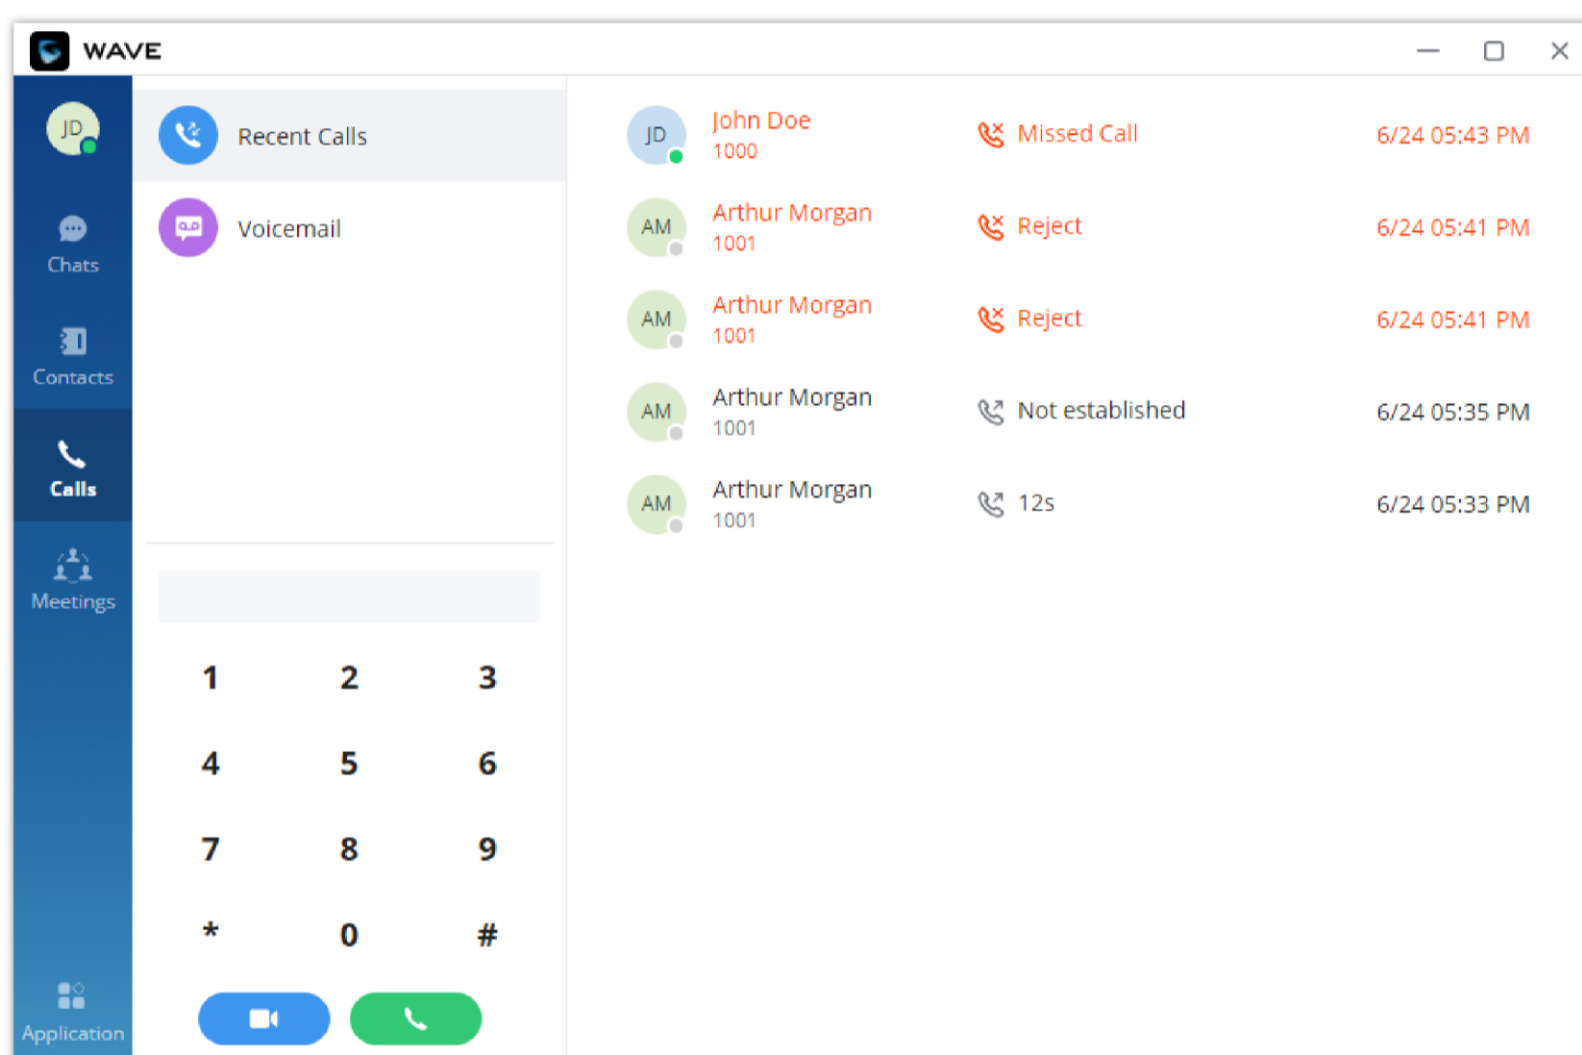 WAVE
JD
Chats
Contacts
Calls
Meetings
Application
Recent Calls
Voicemail
1 2 3
4 5 6
7 8 9
* 0 #
JD John Doe Missed Call 6/24 05:43 PM
1000
AM Arthur Morgan Reject 6/24 05:41 PM
1001
AM Arthur Morgan Reject 6/24 05:41 PM
1001
AM Arthur Morgan Not established 6/24 05:35 PM
1001
AM Arthur Morgan 12s 6/24 05:33 PM
1001